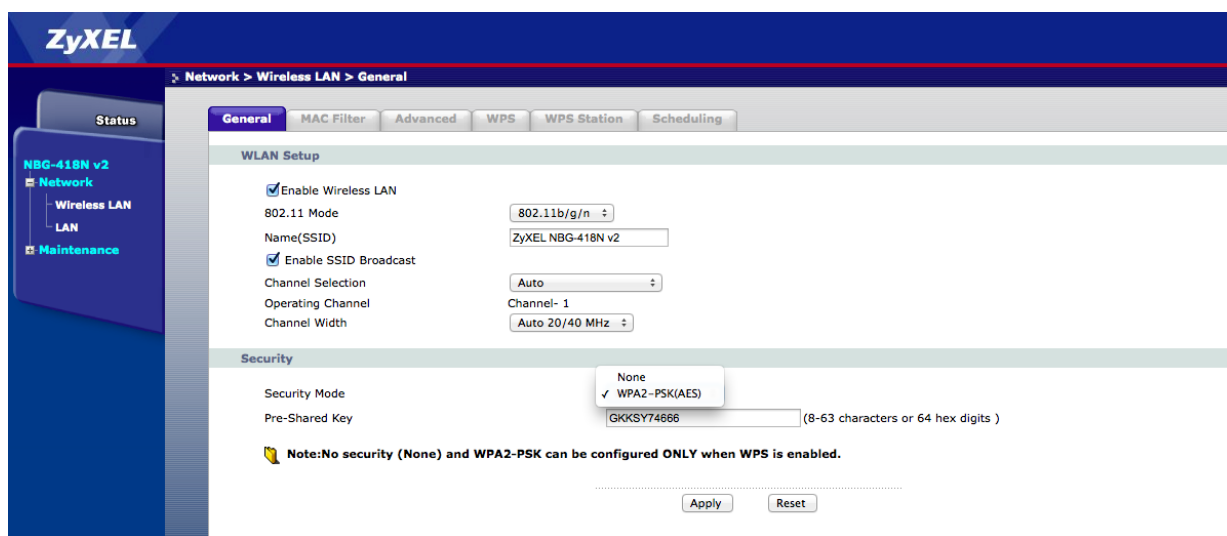 ZyXEL
Network > Wireless LAN > General
Status
NBG-418N v2
Network
Wireless LAN
LAN
Maintenance
General MAC Filter Advanced WPS WPS Station Scheduling
WLAN Setup
Enable Wireless LAN
802.11 Mode 802.11b/g/n
Name(SSID) ZyXEL NBG-418N v2
Enable SSID Broadcast
Channel Selection Auto
Operating Channel Channel- 1
Channel Width Auto 20/40 MHz
Security
None
Security Mode ✓ WPA2-PSK(AES)
Pre-Shared Key GKKSY74666 (8-63 characters or 64 hex digits )
Note:No security (None) and WPA2-PSK can be configured ONLY when WPS is enabled.
Apply Reset